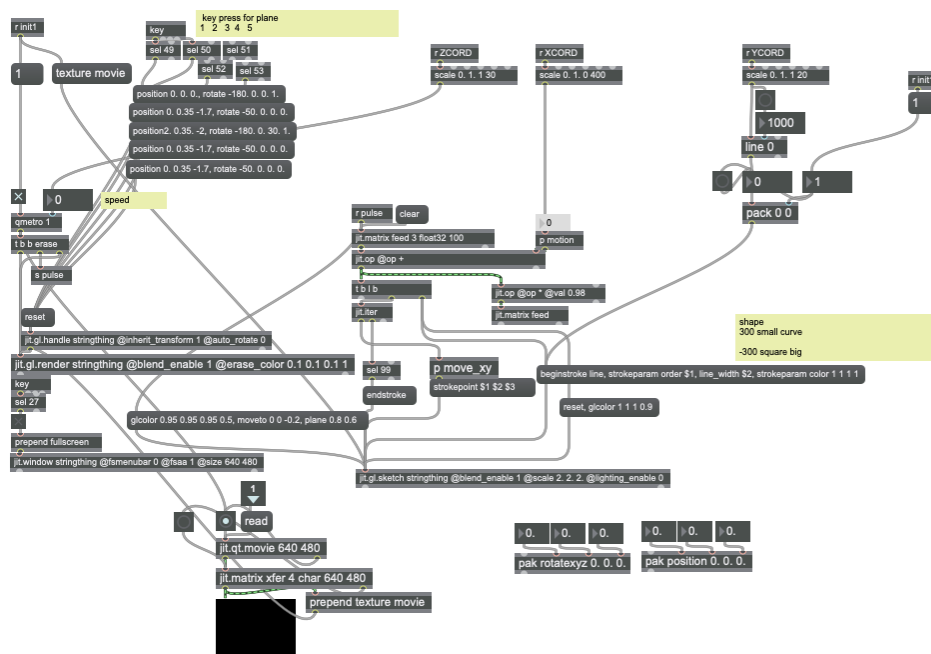 r init1
key press for plane
1 2 3 4 5
key
sel 49
sel 50
sel 51
sel 52
sel 53
1
texture movie
r ZCORD
r XCORD
r YCORD
scale 0. 1. 1 30
scale 0. 1. 0 400
scale 0. 1. 1 20
r init
1
position 0. 0. 0., rotate -180. 0. 0. 1.
position 0. 0.35 -1.7, rotate -50. 0. 0. 0.
position2. 0.35. -2, rotate -180. 0. 30. 1.
position 0. 0.35 -1.7, rotate -50. 0. 0. 0.
position 0. 0.35 -1.7, rotate -50. 0. 0. 0.
1000
line 0
0
1
pack 0 0
0
speed
qmetro 1
t b b erase
s pulse
r pulse
clear
0
p motion
jit.matrix feed 3 float32 100
jit.op @op +
t b l b
jit.op @op * @val 0.98
jit.iter
jit.matrix feed
reset
shape
300 small curve
-300 square big
jit.gl.handle stringthing @inherit_transform 1 @auto_rotate 0
jit.gl.render stringthing @blend_enable 1 @erase_color 0.1 0.1 0.1 1
sel 99
p move_xy
beginstroke line, strokeparam order $1, line_width $2, strokeparam color 1 1 1 1
key
sel 27
endstroke
strokepoint $1 $2 $3
reset, glcolor 1 1 1 0.9
glcolor 0.95 0.95 0.95 0.5, moveto 0 0 -0.2, plane 0.8 0.6
prepend fullscreen
jit.window stringthing @fsmenubar 0 @fsaa 1 @size 640 480
jit.gl.sketch stringthing @blend_enable 1 @scale 2. 2. 2. @lighting_enable 0
1
read
0. 0. 0.
0. 0. 0.
jit.qt.movie 640 480
pak rotatexyz 0. 0. 0.
pak position 0. 0. 0.
jit.matrix xfer 4 char 640 480
prepend texture movie